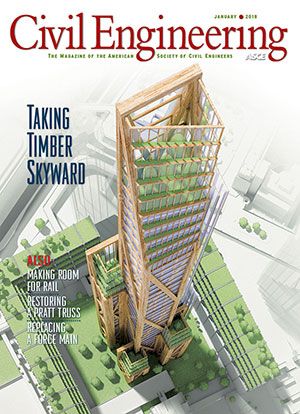 JANUARY ● 2018
Civil Engineering
THE MAGAZINE OF THE AMERICAN SOCIETY OF CIVIL ENGINEERS
ASCE
TAKING
TIMBER
SKYWARD
ALSO:
MAKING ROOM
FOR RAIL
RESTORING
A PRATT TRUSS
REPLACING
A FORCE MAIN